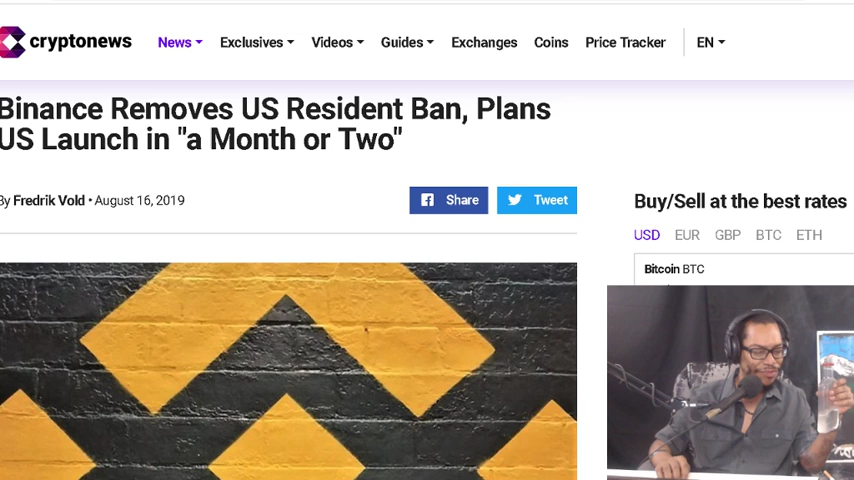 cryptonews
News Exclusives Videos Guides Exchanges Coins Price Tracker EN
Binance Removes US Resident Ban, Plans
US Launch in "a Month or Two"
By Fredrik Vold • August 16, 2019
Share Tweet
Buy/Sell at the best rates
USD EUR GBP BTC ETH
Bitcoin BTC